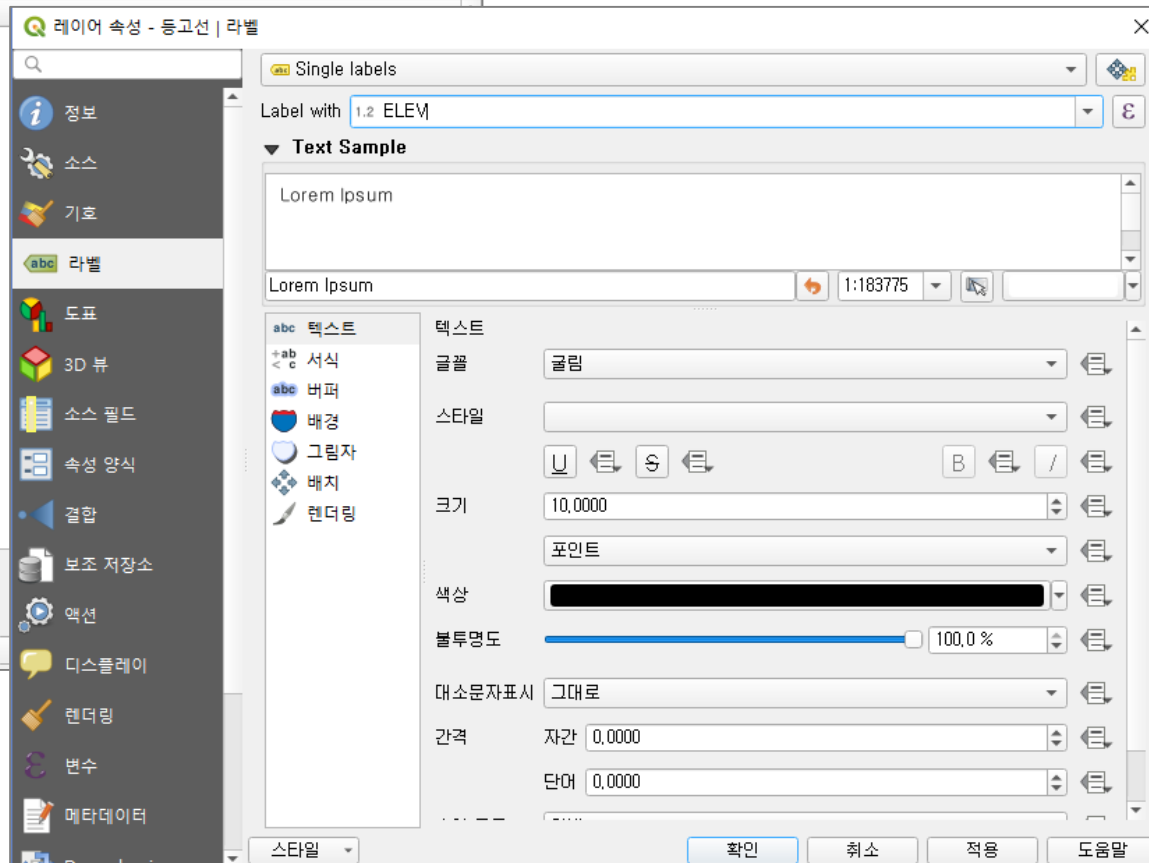 레이어 속성 - 등고선 | 라벨
Single labels
Label with 1.2 ELEV
Text Sample
Lorem Ipsum
Lorem Ipsum 1:183775
정보
소스
기호
abc 라벨
도표
3D 뷰
소스 필드
속성 양식
결합
보조 저장소
액션
디스플레이
렌더링
변수
메타데이터
abc 텍스트
+ab < c 서식
abc 버퍼
배경
그림자
배치
렌더링
텍스트
글꼴 굴림
스타일
U S B I
크기 10,0000
포인트
색상
불투명도 100,0 %
대소문자표시 그대로
간격 자간 0,0000
단어 0,0000
스타일 확인 취소 적용 도움말